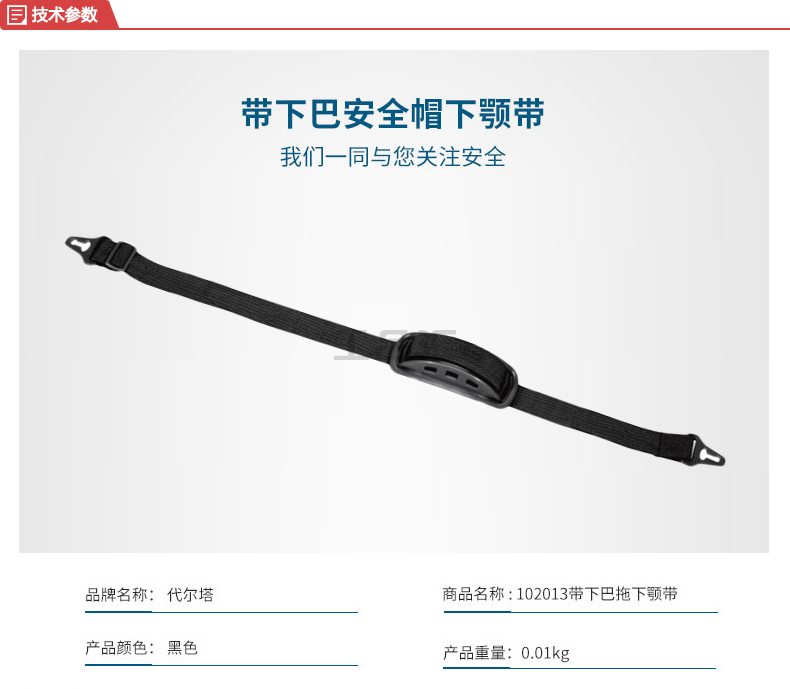 技术参数
带下巴安全帽下颚带
我们一同与您关注安全
品牌名称： 代尔塔
商品名称：102013带下巴拖下颚带
产品颜色： 黑色
产品重量：0.01kg